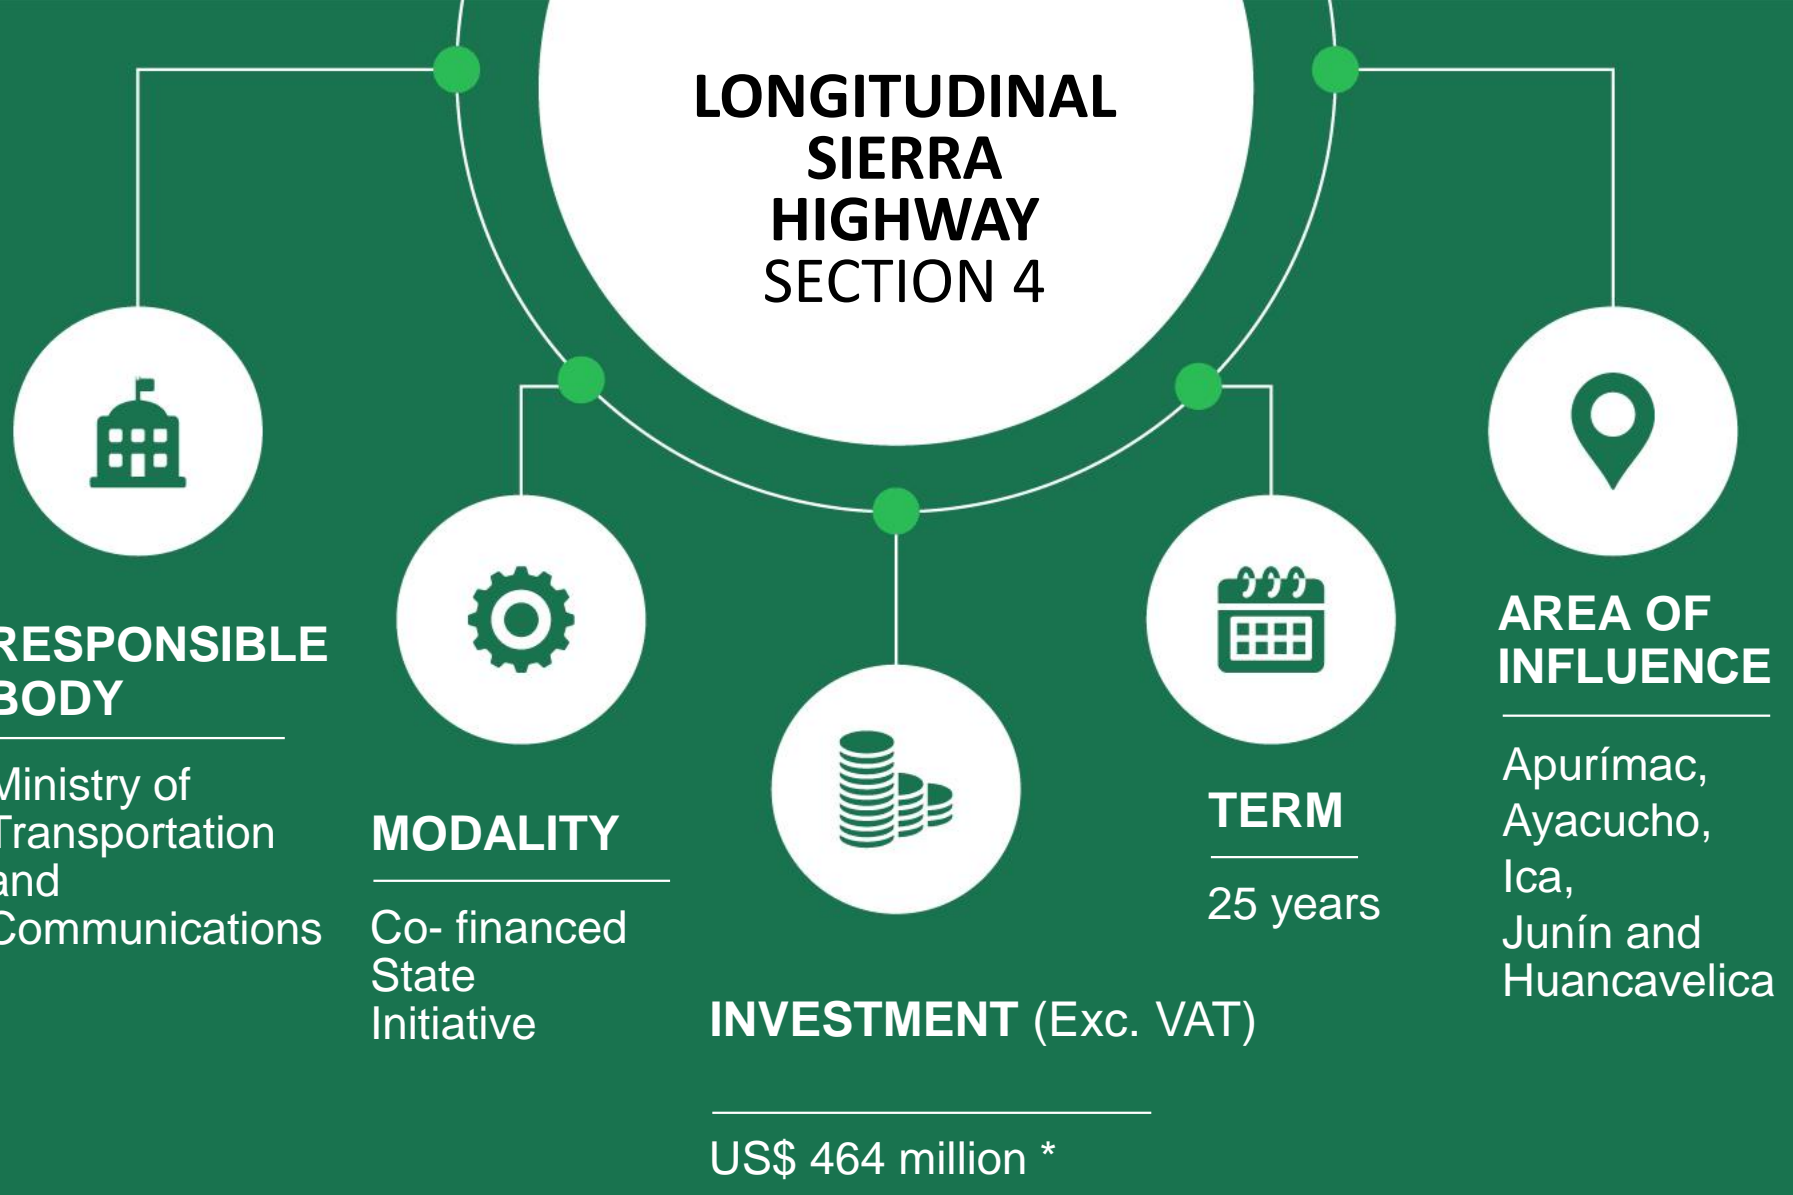 LONGITUDINAL
SIERRA
HIGHWAY
SECTION 4
RESPONSIBLE
BODY
Ministry of
Transportation
and
Communications
MODALITY
Co- financed
State
Initiative
INVESTMENT (Exc. VAT)
US$ 464 million *
TERM
25 years
AREA OF
INFLUENCE
Apurímac,
Ayacucho,
Ica,
Junín and
Huancavelica